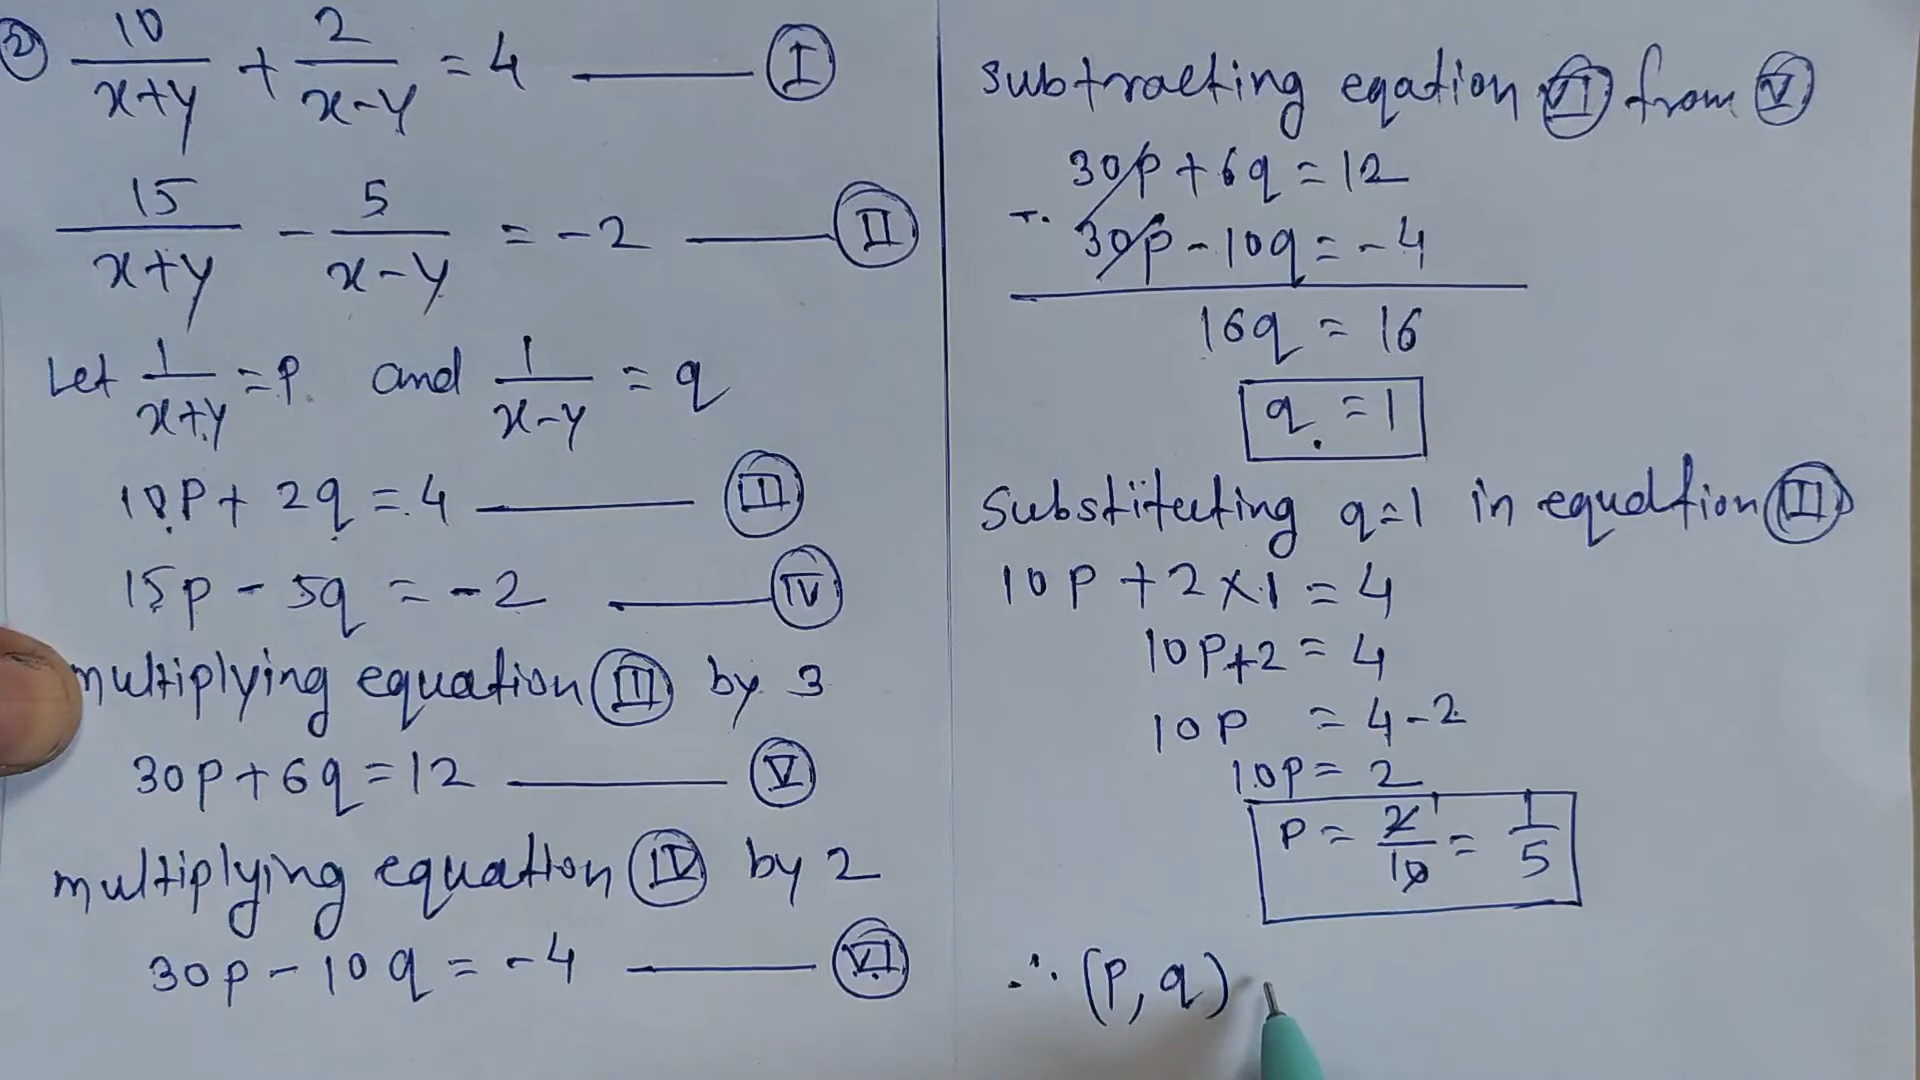 ② 10/(x+y) + 2/(x-y) = 4 —— Ⅰ
15/(x+y) - 5/(x-y) = -2 —— Ⅱ
Let 1/(x+y) = p and 1/(x-y) = q
10p + 2q = 4 —— Ⅲ
15p - 5q = -2 —— Ⅳ
multiplying equation Ⅲ by 3
30p + 6q = 12 —— Ⅴ
multiplying equation Ⅳ by 2
30p - 10q = -4 —— Ⅵ
subtracting eqation Ⅵ from Ⅴ
30p + 6q = 12
30p - 10q = -4
16q = 16
q = 1
substituting q=1 in equation Ⅲ
10p + 2×1 = 4
10p+2 = 4
10p = 4-2
10p = 2
p = 2/10 = 1/5
∴ (p, q)